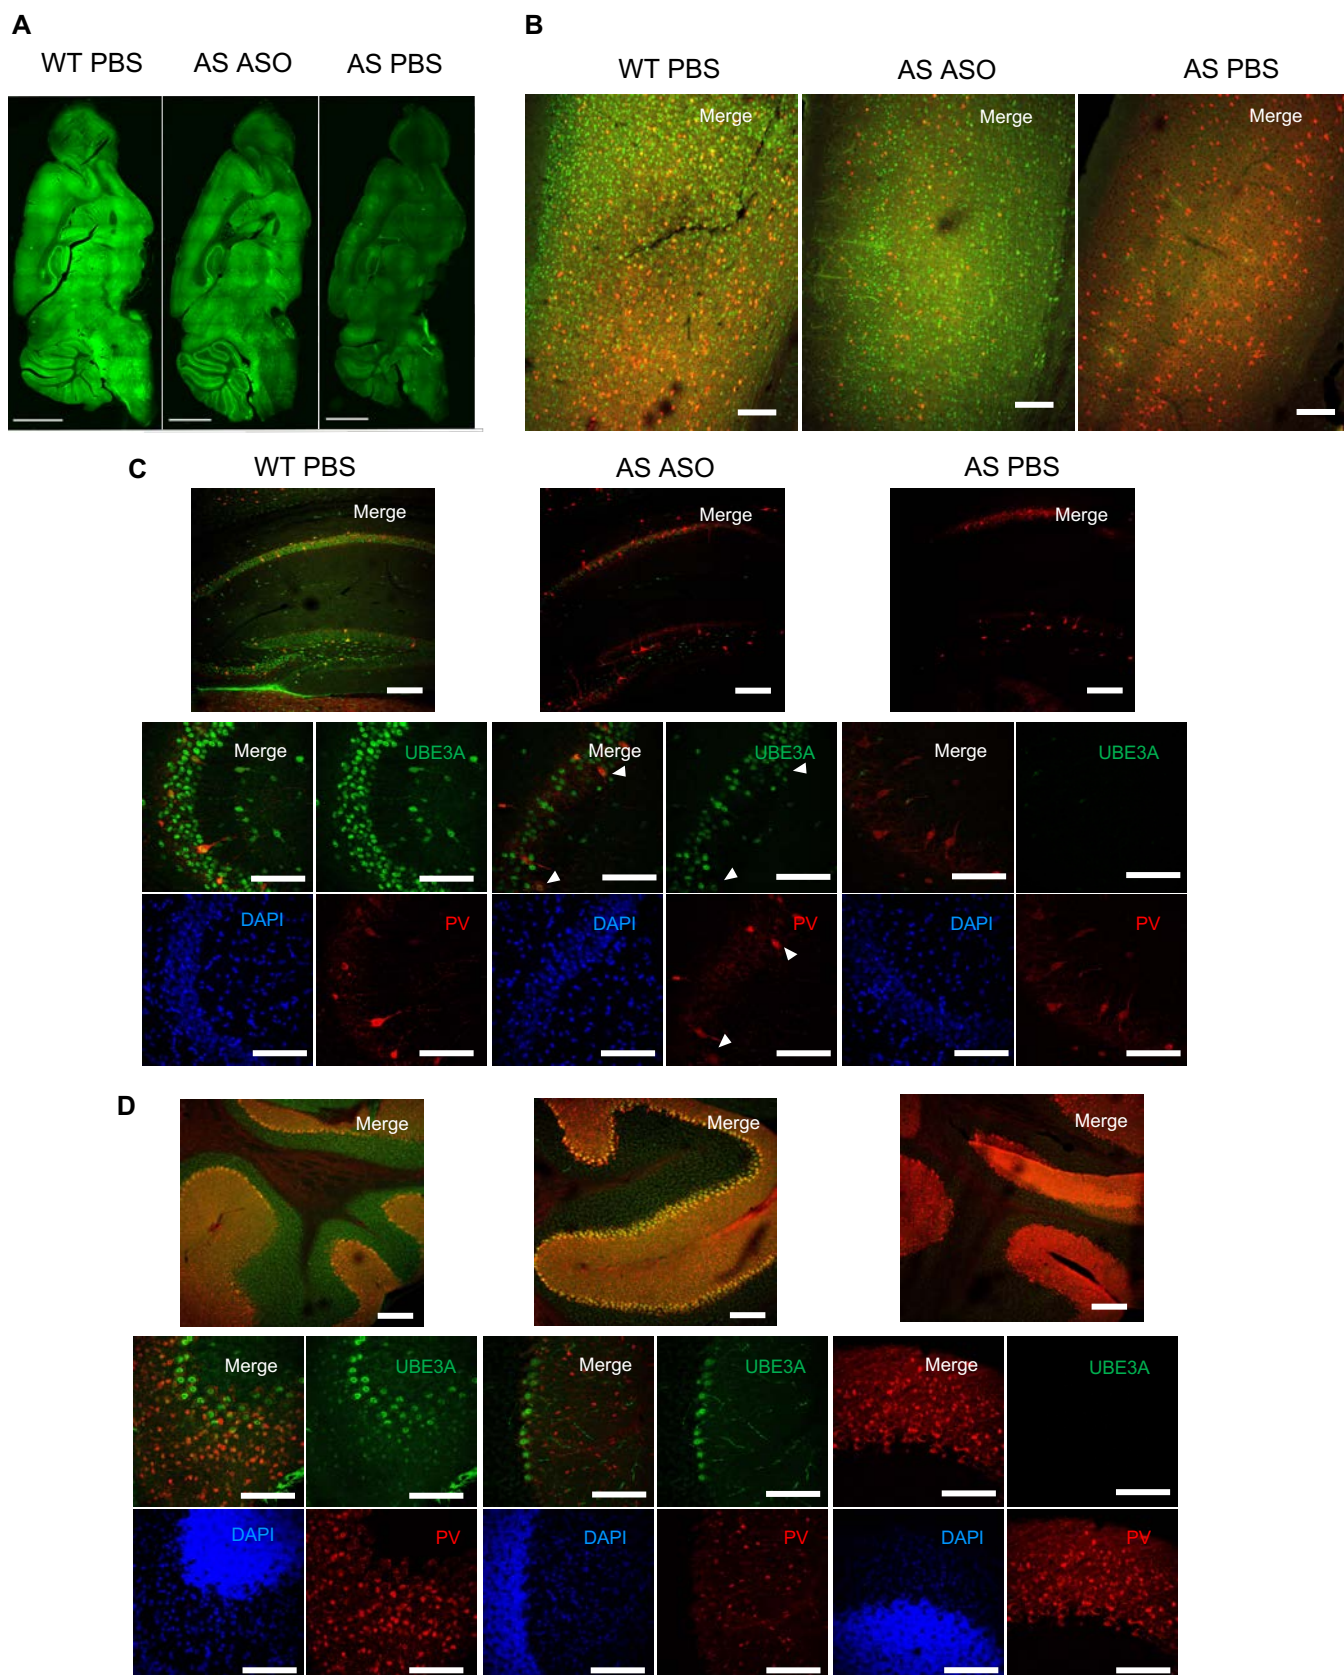 A
WT PBS AS ASO AS PBS
B
WT PBS AS ASO AS PBS
Merge Merge Merge
C
WT PBS AS ASO AS PBS
Merge Merge Merge
Merge UBE3A Merge UBE3A Merge UBE3A
DAPI PV DAPI PV DAPI PV
D
Merge Merge Merge
Merge UBE3A Merge UBE3A Merge UBE3A
DAPI PV DAPI PV DAPI PV